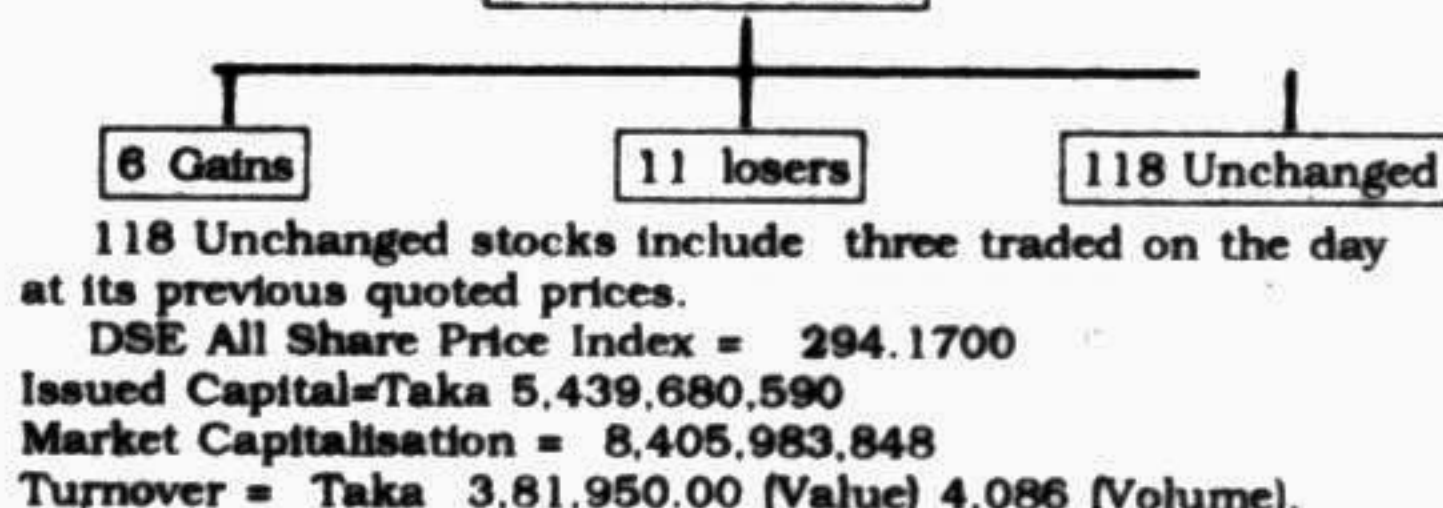 6 Gains
11 losers
118 Unchanged
118 Unchanged stocks include three traded on the day
at its previous quoted prices.
DSE All Share Price Index = 294.1700
Issued Capital=Taka 5,439,680,590
Market Capitalisation = 8,405,983,848
Turnover = Taka 3,81,950.00 (Value) 4,086 (Volume).